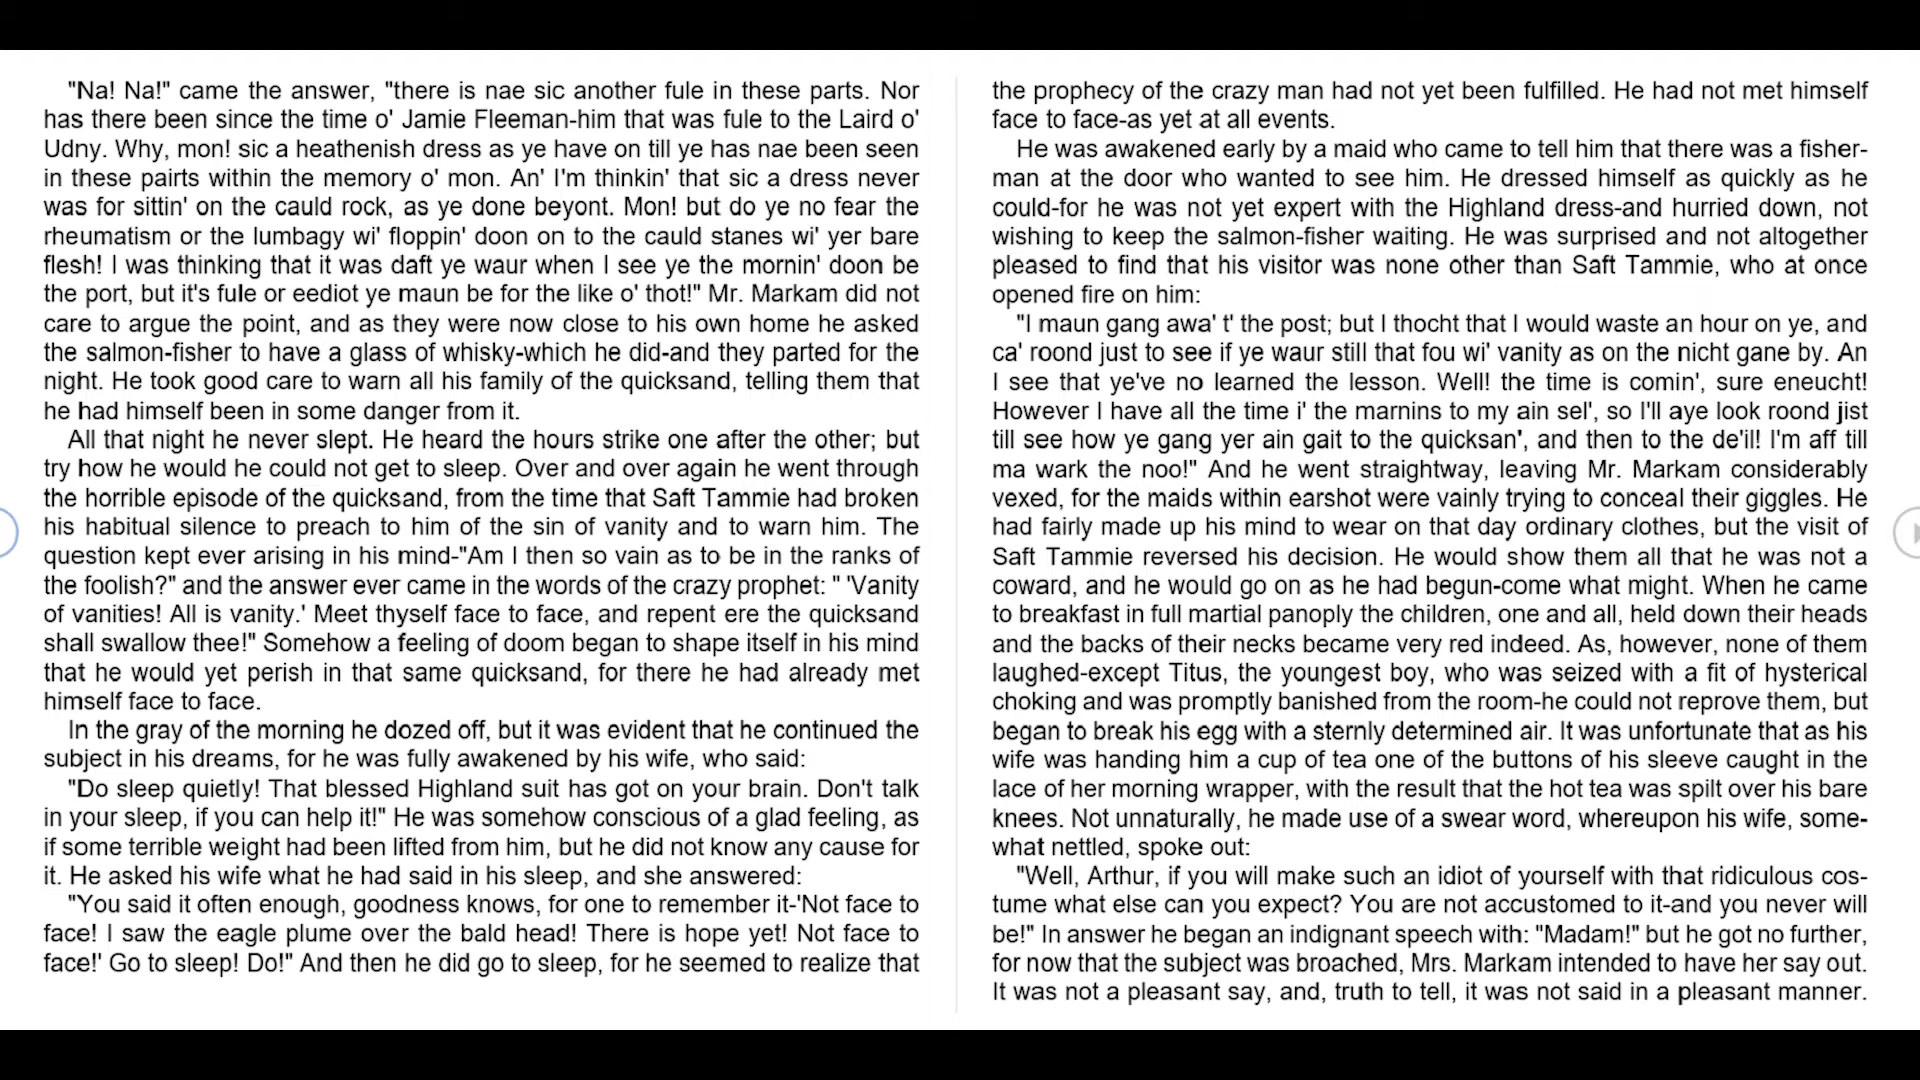 "Na! Na!" came the answer, "there is nae sic another fule in these parts. Nor
has there been since the time o' Jamie Fleeman-him that was fule to the Laird o'
Udny. Why, mon! sic a heathenish dress as ye have on till ye has nae been seen
in these pairts within the memory o' mon. An' I'm thinkin' that sic a dress never
was for sittin' on the cauld rock, as ye done beyont. Mon! but do ye no fear the
rheumatism or the lumbagy wi' floppin' doon on to the cauld stanes wi' yer bare
flesh! I was thinking that it was daft ye waur when I see ye the mornin' doon be
the port, but it's fule or eediot ye maun be for the like o' thot!" Mr. Markam did not
care to argue the point, and as they were now close to his own home he asked
the salmon-fisher to have a glass of whisky-which he did-and they parted for the
night. He took good care to warn all his family of the quicksand, telling them that
he had himself been in some danger from it.
All that night he never slept. He heard the hours strike one after the other; but
try how he would he could not get to sleep. Over and over again he went through
the horrible episode of the quicksand, from the time that Saft Tammie had broken
his habitual silence to preach to him of the sin of vanity and to warn him. The
question kept ever arising in his mind-"Am I then so vain as to be in the ranks of
the foolish?" and the answer ever came in the words of the crazy prophet: " 'Vanity
of vanities! All is vanity.' Meet thyself face to face, and repent ere the quicksand
shall swallow thee!" Somehow a feeling of doom began to shape itself in his mind
that he would yet perish in that same quicksand, for there he had already met
himself face to face.
In the gray of the morning he dozed off, but it was evident that he continued the
subject in his dreams, for he was fully awakened by his wife, who said:
"Do sleep quietly! That blessed Highland suit has got on your brain. Don't talk
in your sleep, if you can help it!" He was somehow conscious of a glad feeling, as
if some terrible weight had been lifted from him, but he did not know any cause for
it. He asked his wife what he had said in his sleep, and she answered:
"You said it often enough, goodness knows, for one to remember it-'Not face to
face! I saw the eagle plume over the bald head! There is hope yet! Not face to
face!' Go to sleep! Do!" And then he did go to sleep, for he seemed to realize that
the prophecy of the crazy man had not yet been fulfilled. He had not met himself
face to face-as yet at all events.
He was awakened early by a maid who came to tell him that there was a fisher-
man at the door who wanted to see him. He dressed himself as quickly as he
could-for he was not yet expert with the Highland dress-and hurried down, not
wishing to keep the salmon-fisher waiting. He was surprised and not altogether
pleased to find that his visitor was none other than Saft Tammie, who at once
opened fire on him:
"I maun gang awa' t' the post; but I thocht that I would waste an hour on ye, and
ca' roond just to see if ye waur still that fou wi' vanity as on the nicht gane by. An
I see that ye've no learned the lesson. Well! the time is comin', sure eneucht!
However I have all the time i' the marnins to my ain sel', so I'll aye look roond jist
till see how ye gang yer ain gait to the quicksan', and then to the de'il! I'm aff till
ma wark the noo!" And he went straightway, leaving Mr. Markam considerably
vexed, for the maids within earshot were vainly trying to conceal their giggles. He
had fairly made up his mind to wear on that day ordinary clothes, but the visit of
Saft Tammie reversed his decision. He would show them all that he was not a
coward, and he would go on as he had begun-come what might. When he came
to breakfast in full martial panoply the children, one and all, held down their heads
and the backs of their necks became very red indeed. As, however, none of them
laughed-except Titus, the youngest boy, who was seized with a fit of hysterical
choking and was promptly banished from the room-he could not reprove them, but
began to break his egg with a sternly determined air. It was unfortunate that as his
wife was handing him a cup of tea one of the buttons of his sleeve caught in the
lace of her morning wrapper, with the result that the hot tea was spilt over his bare
knees. Not unnaturally, he made use of a swear word, whereupon his wife, some-
what nettled, spoke out:
"Well, Arthur, if you will make such an idiot of yourself with that ridiculous cos-
tume what else can you expect? You are not accustomed to it-and you never will
be!" In answer he began an indignant speech with: "Madam!" but he got no further,
for now that the subject was broached, Mrs. Markam intended to have her say out.
It was not a pleasant say, and, truth to tell, it was not said in a pleasant manner.